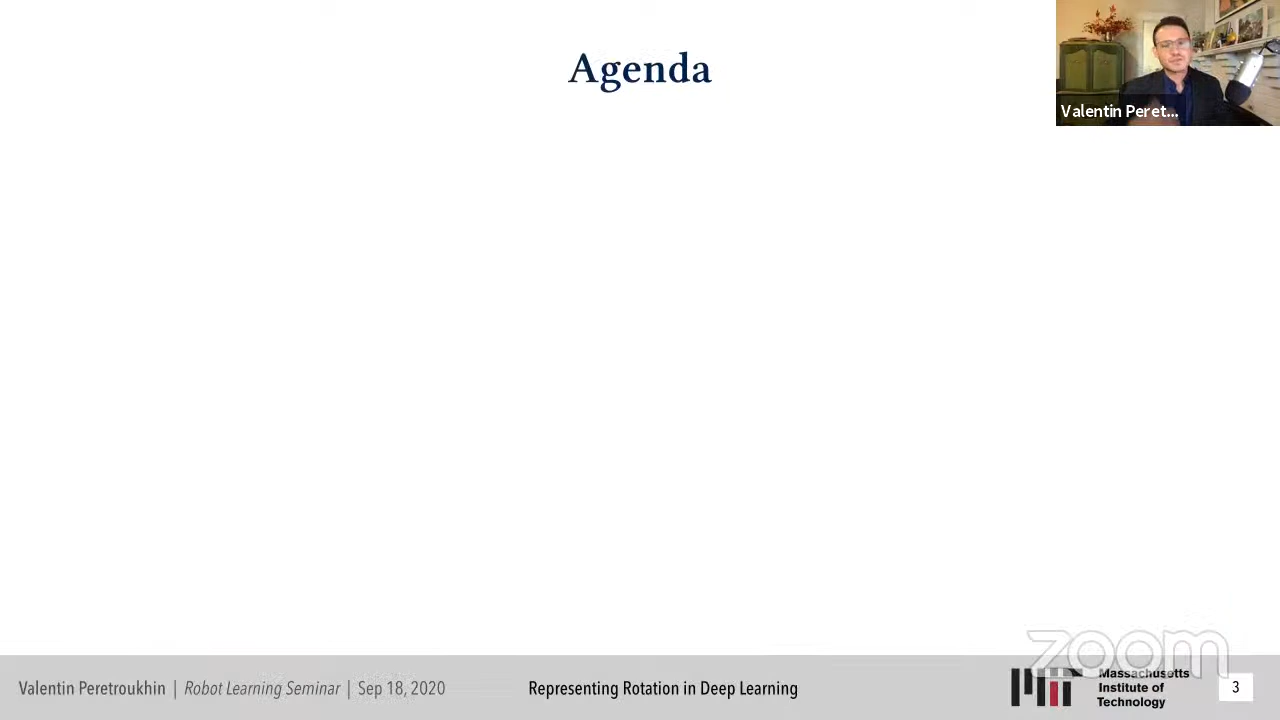 Agenda
Valentin Peret...
zoom
Valentin Peretroukhin | Robot Learning Seminar | Sep 18, 2020
Representing Rotation in Deep Learning
Massachusetts
Institute of
Technology
3